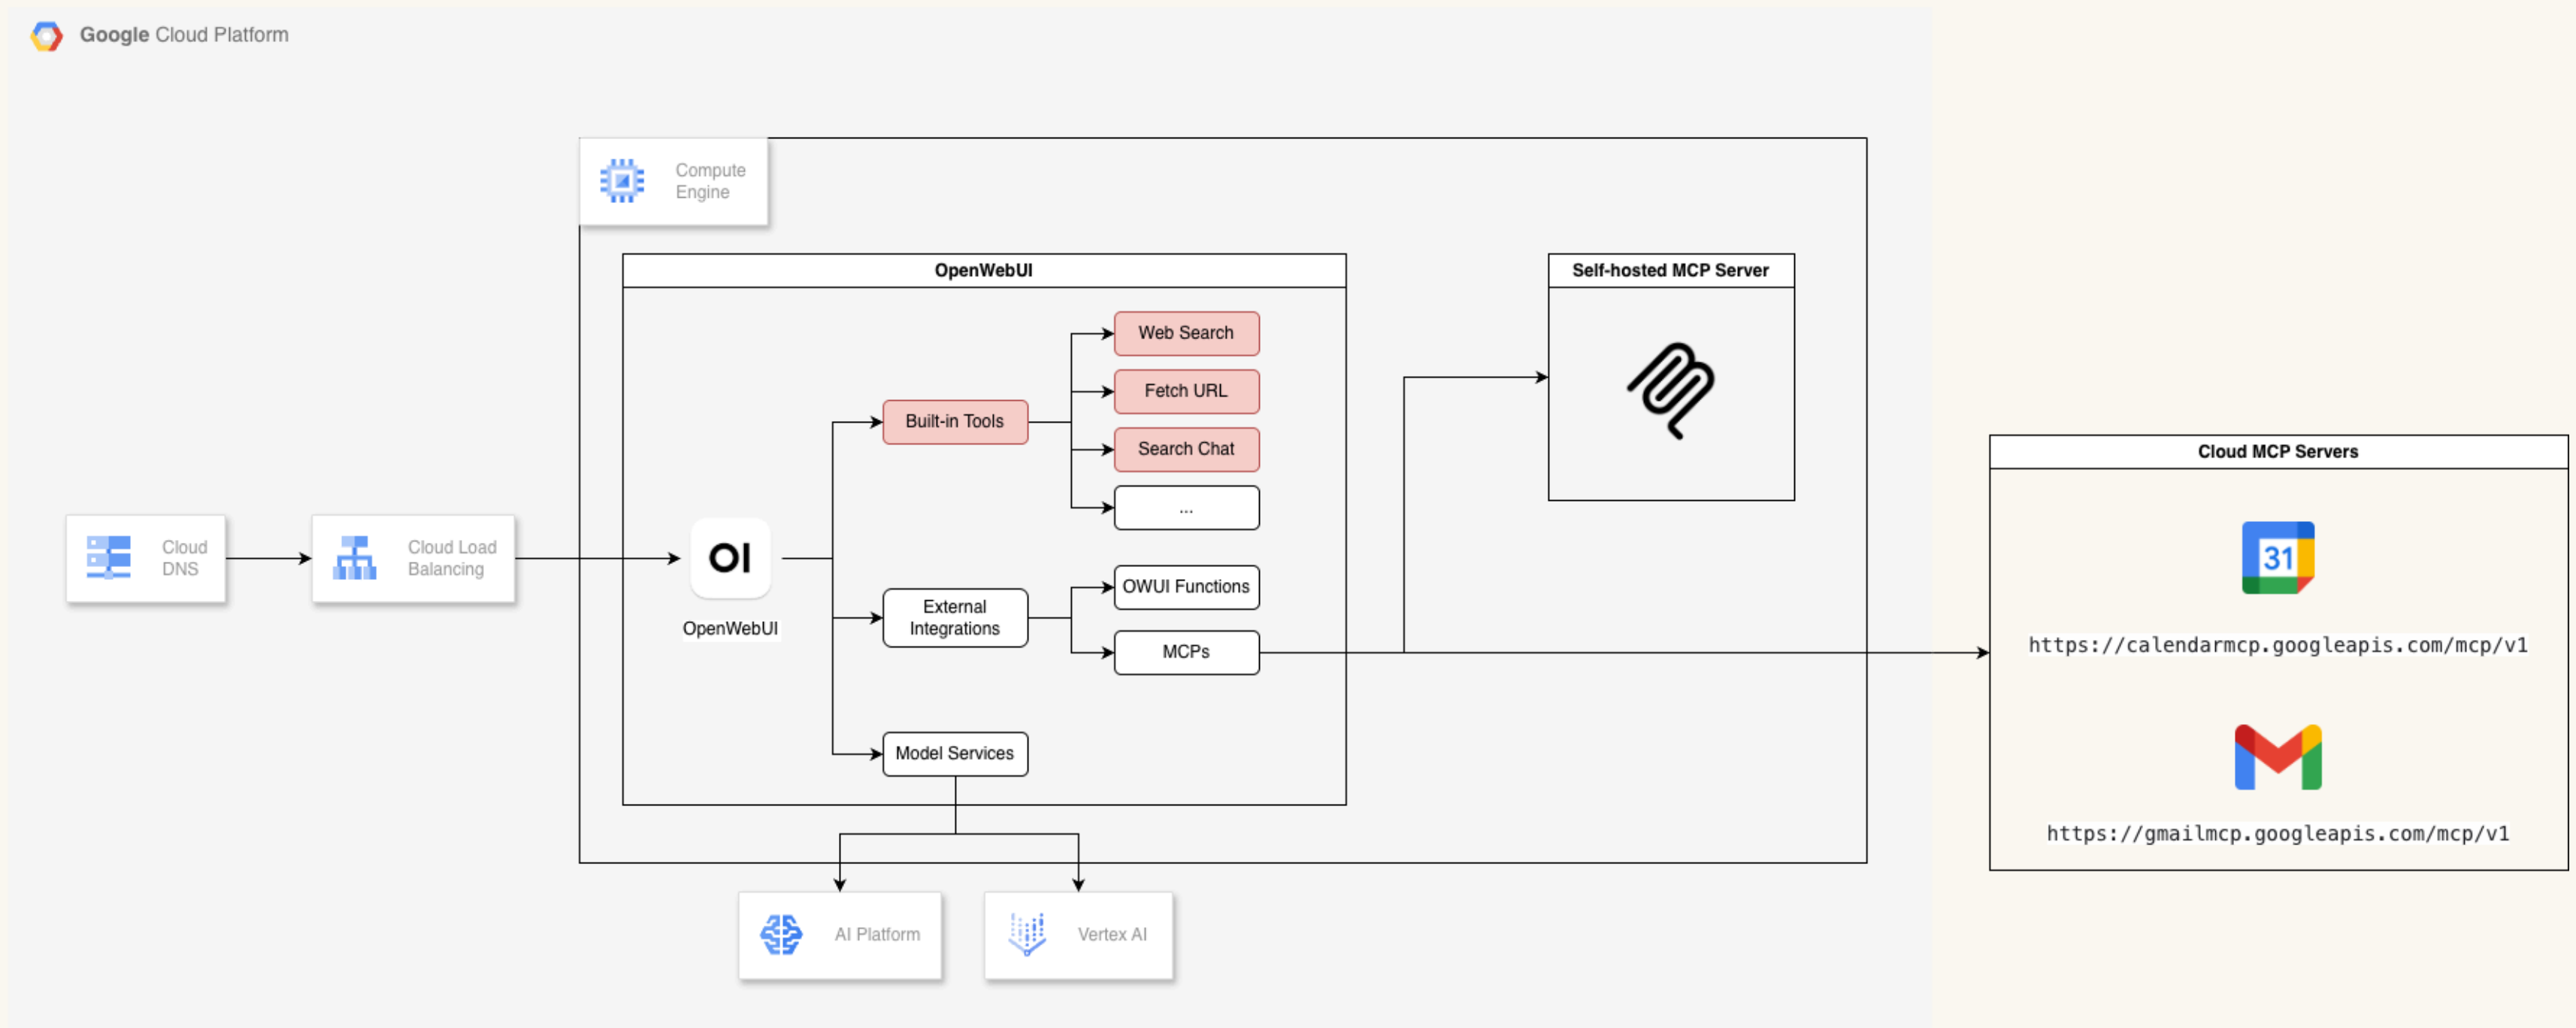 Google Cloud Platform
Compute
Engine
OpenWebUI
Self-hosted MCP Server
Web Search
Fetch URL
Built-in Tools
Search Chat
...
Cloud MCP Servers
31
Cloud
DNS
Cloud Load
Balancing
OI
OpenWebUI
External
Integrations
OWUI Functions
MCPs
https://calendarmcp.googleapis.com/mcp/v1
Model Services
https://gmailmcp.googleapis.com/mcp/v1
AI Platform
Vertex AI